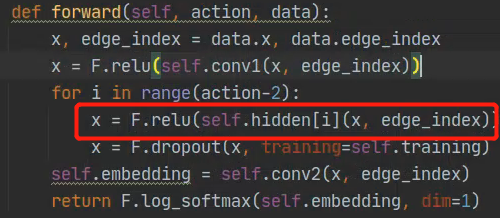 def forward(self, action, data):
x, edge_index = data.x, data.edge_index
x = F.relu(self.conv1(x, edge_index))
for i in range(action-2):
x = F.relu(self.hidden[i](x, edge_index))
x = F.dropout(x, training=self.training)
self.embedding = self.conv2(x, edge_index)
return F.log_softmax(self.embedding, dim=1)